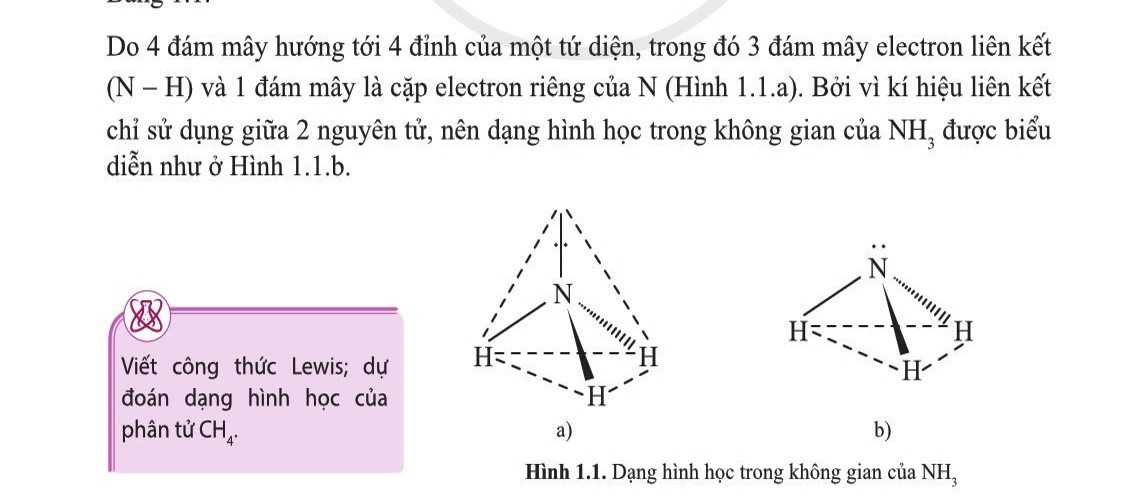 Do 4 đám mây hướng tới 4 đỉnh của một tứ diện, trong đó 3 đám mây electron liên kết
(N – H) và 1 đám mây là cặp electron riêng của N (Hình 1.1.a). Bởi vì kí hiệu liên kết
chỉ sử dụng giữa 2 nguyên tử, nên dạng hình học trong không gian của NH₃ được biểu
diễn như ở Hình 1.1.b.
Viết công thức Lewis; dự
đoán dạng hình học của
phân tử CH₄.
N
H
H
H
a)
N
H
H
H
b)
Hình 1.1. Dạng hình học trong không gian của NH₃